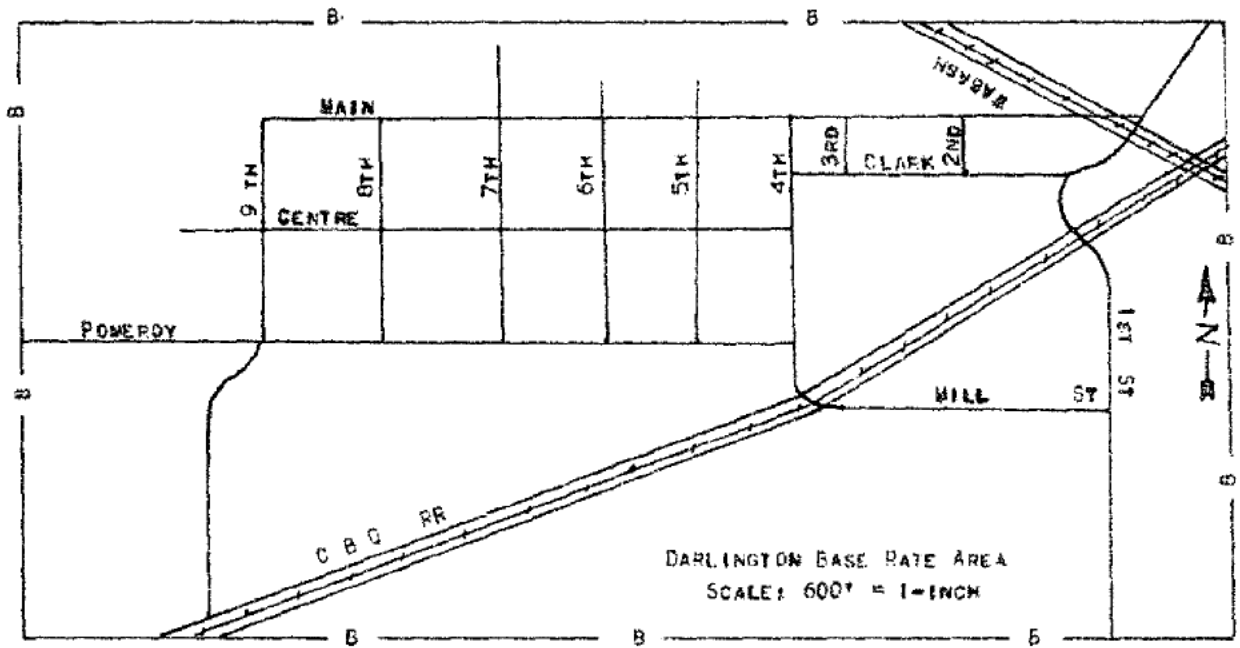 B
B
WABASH
B
MAIN
9TH
8TH
7TH
6TH
5TH
4TH
3RD
CLARK
2ND
CENTRE
B
N
POMEROY
1ST ST
B
MILL ST
B
C B Q RR
DARLINGTON BASE RATE AREA
SCALE: 600' = 1-INCH
B
B
B